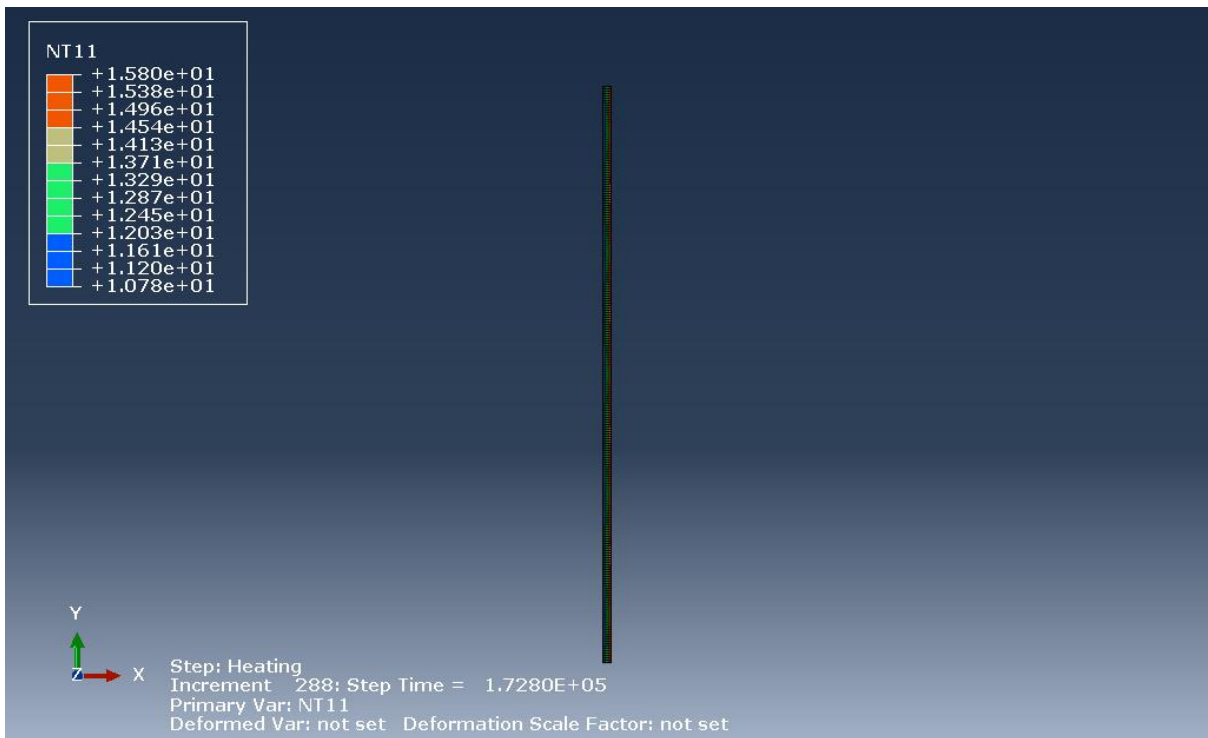 NT11
+1.580e+01
+1.538e+01
+1.496e+01
+1.454e+01
+1.413e+01
+1.371e+01
+1.329e+01
+1.287e+01
+1.245e+01
+1.203e+01
+1.161e+01
+1.120e+01
+1.078e+01
Y
Z X
Step: Heating
Increment 288: Step Time = 1.7280E+05
Primary Var: NT11
Deformed Var: not set Deformation Scale Factor: not set